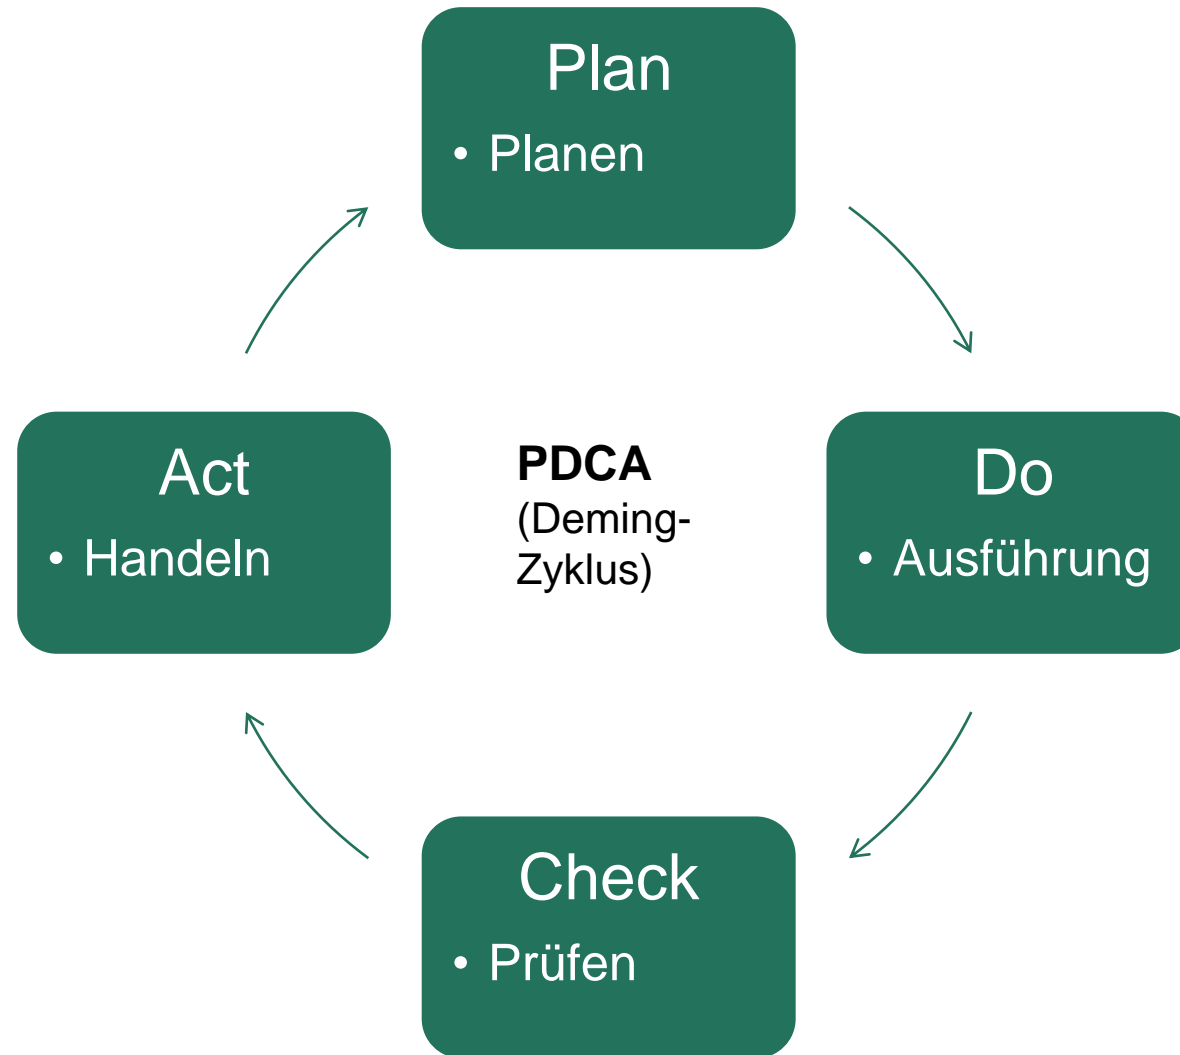 Plan
• Planen
Act
• Handeln
PDCA
(Deming-
Zyklus)
Do
• Ausführung
Check
• Prüfen